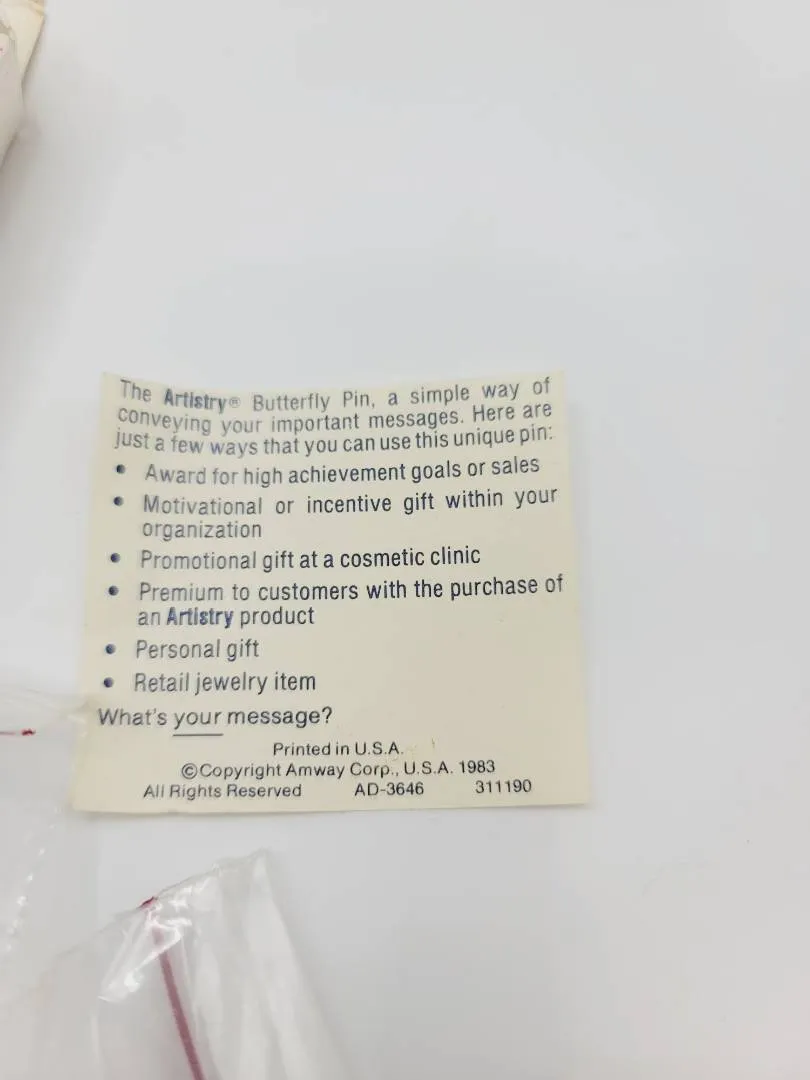 The Artistry® Butterfly Pin, a simple way of
conveying your important messages. Here are
just a few ways that you can use this unique pin:
• Award for high achievement goals or sales
• Motivational or incentive gift within your
organization
• Promotional gift at a cosmetic clinic
• Premium to customers with the purchase of
an Artistry product
• Personal gift
• Retail jewelry item
What's your message?
Printed in U.S.A.
©Copyright Amway Corp., U.S.A. 1983
All Rights Reserved AD-3646 311190